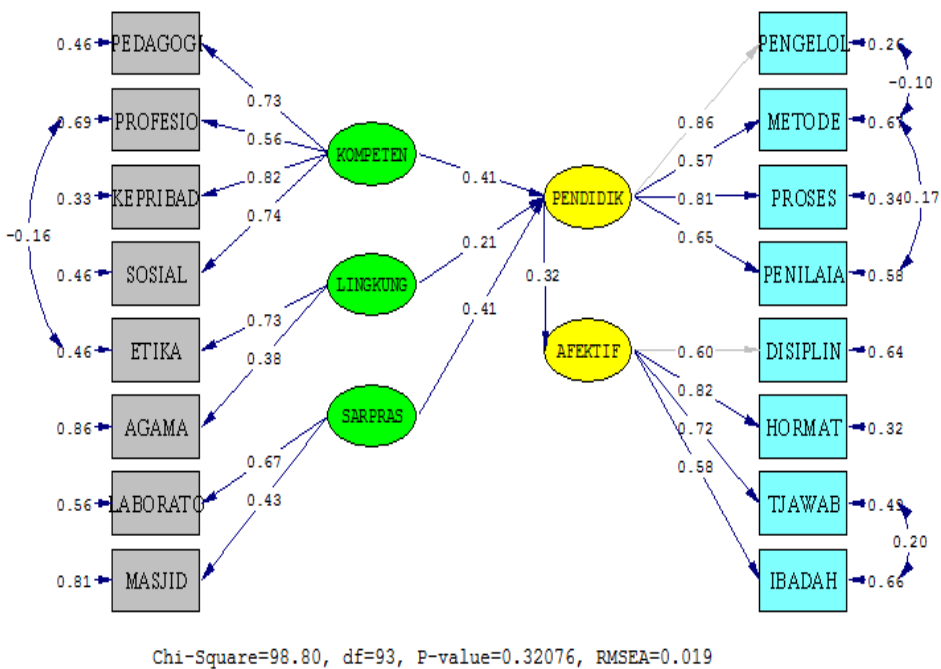 0.46 PEDAGOGI
0.73
0.69 PROFESIO
0.56
0.33 KEPRIBAD
0.82
0.46 SOSIAL
0.74
-0.16
0.46 ETIKA
0.73
0.86 AGAMA
0.38
0.56 LABORATO
0.67
0.81 MASJID
0.43
KOMPETEN
0.41
LINGKUNG
0.21
SARPRAS
0.41
PENDIDIK
0.32
AFEKTIF
0.86
PENGELOL 0.26
-0.10
0.57
METODE 0.67
0.81
PROSES 0.34
0.17
0.65
PENILAIA 0.58
0.60
DISIPLIN 0.64
0.82
HORMAT 0.32
0.72
TJAWAB
0.20
0.58
IBADAH 0.66
Chi-Square=98.80, df=93, P-value=0.32076, RMSEA=0.019